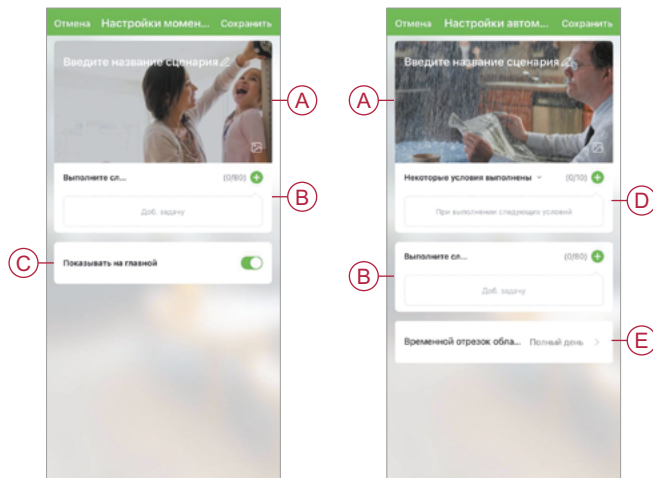 Отмена Настройки момен... Сохранить
Введите название сценария
A
Выполните сл... (0/80)
B
Доб. задачу
C
Показывать на главной
Отмена Настройки автом... Сохранить
Введите название сценария
A
Некоторые условия выполнены (0/10)
D
При выполнении следующих условий
Выполните сл... (0/80)
B
Доб. задачу
Временной отрезок обла... Полный день
E